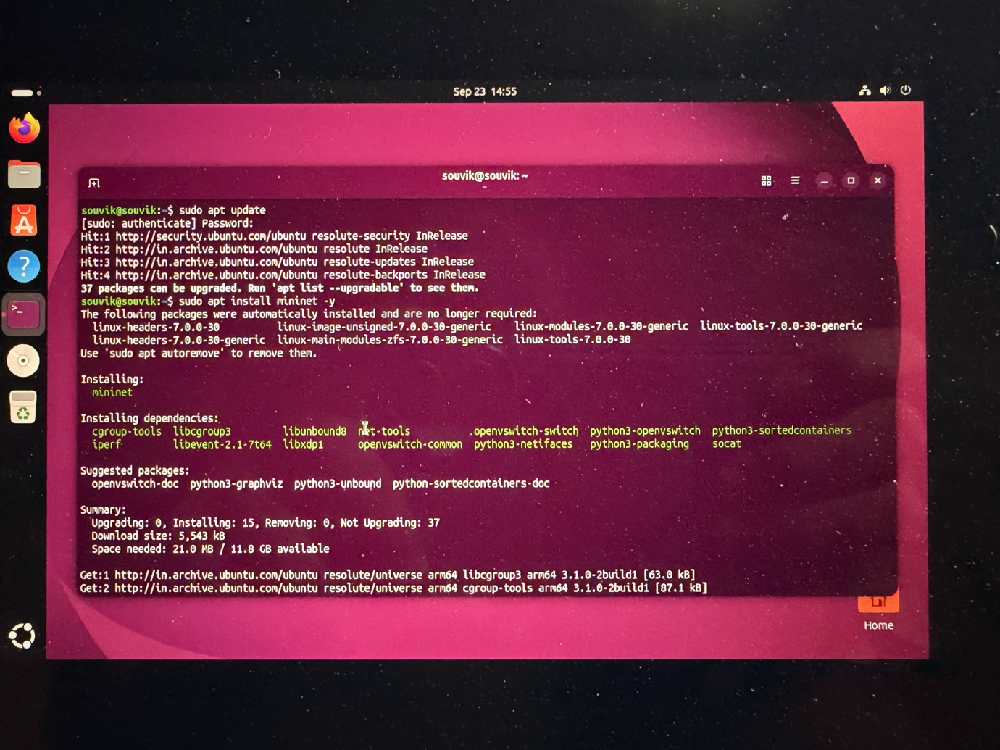 Sep 23 14:55
souvik@souvik: ~
souvik@souvik:~$ sudo apt update
[sudo: authenticate] Password:
Hit:1 http://security.ubuntu.com/ubuntu resolute-security InRelease
Hit:2 http://in.archive.ubuntu.com/ubuntu resolute InRelease
Hit:3 http://in.archive.ubuntu.com/ubuntu resolute-updates InRelease
Hit:4 http://in.archive.ubuntu.com/ubuntu resolute-backports InRelease
37 packages can be upgraded. Run 'apt list --upgradable' to see them.
souvik@souvik:~$ sudo apt install mininet -y
The following packages were automatically installed and are no longer required:
  linux-headers-7.0.0-30          linux-image-unsigned-7.0.0-30-generic    linux-modules-7.0.0-30-generic  linux-tools-7.0.0-30-generic
  linux-headers-7.0.0-30-generic  linux-main-modules-zfs-7.0.0-30-generic  linux-tools-7.0.0-30
Use 'sudo apt autoremove' to remove them.

Installing:
  mininet

Installing dependencies:
  cgroup-tools  libcgroup3         libunbound8  net-tools           openvswitch-switch  python3-openvswitch  python3-sortedcontainers
  iperf         libevent-2.1-7t64  libxdp1      openvswitch-common  python3-netifaces   python3-packaging    socat

Suggested packages:
  openvswitch-doc  python3-graphviz  python3-unbound  python-sortedcontainers-doc

Summary:
  Upgrading: 0, Installing: 15, Removing: 0, Not Upgrading: 37
  Download size: 5,543 kB
  Space needed: 21.0 MB / 11.8 GB available

Get:1 http://in.archive.ubuntu.com/ubuntu resolute/universe arm64 libcgroup3 arm64 3.1.0-2build1 [63.0 kB]
Get:2 http://in.archive.ubuntu.com/ubuntu resolute/universe arm64 cgroup-tools arm64 3.1.0-2build1 [87.1 kB]
Home